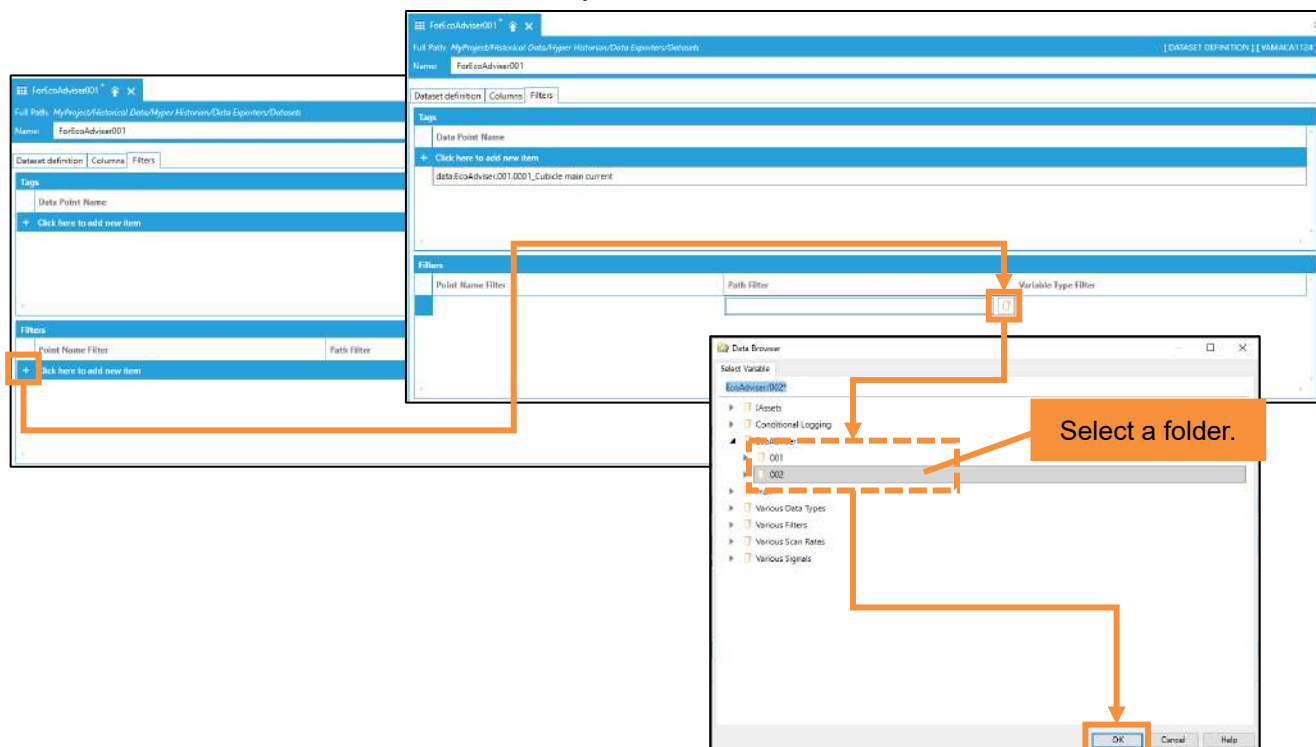 ForEcoAdviser001*
Full Path: MyProject/Historical Data/Hyper Historian/Data Exporters/Datasets
Name: ForEcoAdviser001
Dataset definition Columns Filters
Tags
Data Point Name
+ Click here to add new item
Filters
Point Name Filter Path Filter
+ Click here to add new item
ForEcoAdviser001*
Full Path: MyProject/Historical Data/Hyper Historian/Data Exporters/Datasets [ DATASET DEFINITION ] [ YAMACA1124 ]
Name: ForEcoAdviser001
Dataset definition Columns Filters
Tags
Data Point Name
+ Click here to add new item
data:EcoAdviser:001.0001_Cubicle main current
Filters
Point Name Filter Path Filter Variable Type Filter
Data Browser
Select Variable
EcoAdviser/002*
Assets
Conditional Logging
EcoAdviser
001
002
Various Data Types
Various Filters
Various Scan Rates
Various Signals
OK Cancel Help
Select a folder.